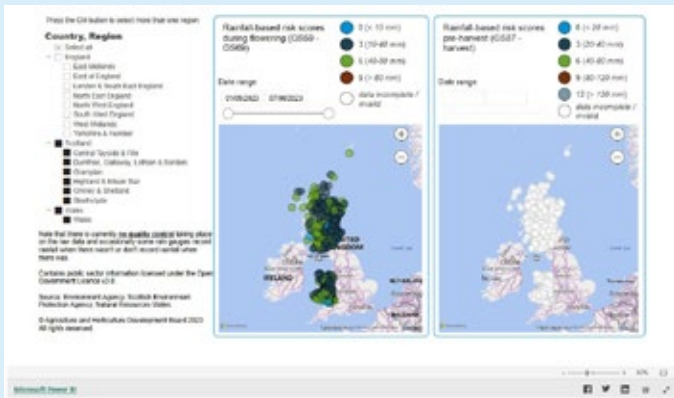 Press the Ctrl button to select more than one region
Country, Region
Select all
England
East Midlands
East of England
London & South East England
North East England
North West England
South West England
West Midlands
Yorkshire & Humber
Scotland
Central Tayside & Fife
Dumfries, Galloway, Lothian & Borders
Grampian
Highland &
Orkney & Shetland
Strathclyde
Wales
Wales
Note that there is currently no quality control taking place
on the raw data and occasionally some rain gauges record
rainfall when there wasn't or don't record rainfall when
there was.
Contains public sector information licensed under the Open
Government Licence v3.0.
Source: Environment Agency, Scottish Environment
Protection Agency, Natural Resources Wales.
© Agriculture and Horticulture Development Board 2023.
All rights reserved.
Rainfall-based risk scores
during flowering (GS59 -
GS69)
Date range
0 (< 10 mm)
3 (10-40 mm)
6 (40-80 mm)
9 (> 80 mm)
data incomplete /
invalid
UNITED
KINGDOM
IRELAND
Rainfall-based risk scores
pre-harvest (GS87 -
harvest)
Date range
0 (< 20 mm)
3 (20-40 mm)
6 (40-80 mm)
9 (80-120 mm)
12 (> 120 mm)
data incomplete /
invalid
Microsoft Power BI